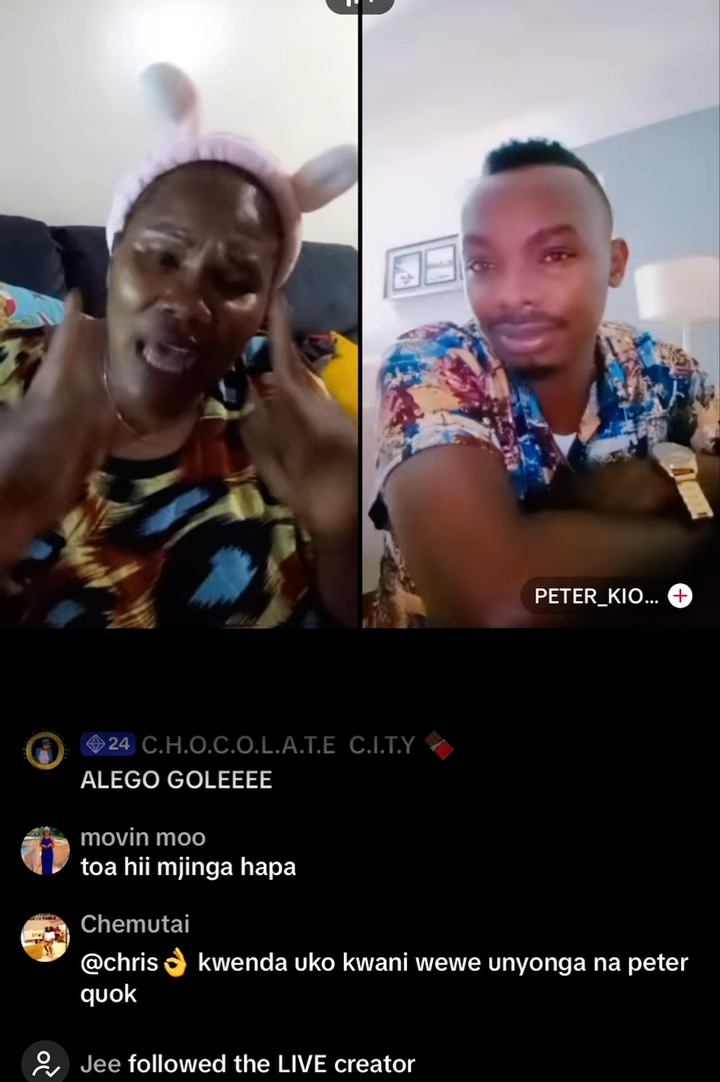 PETER_KIO...
24 C.H.O.C.O.L.A.T.E C.I.T.Y
ALEGO GOLEEEE
movin moo
toa hii mjinga hapa
Chemutai
@chris👌 kwenda uko kwani wewe unyonga na peter
quok
Jee followed the LIVE creator